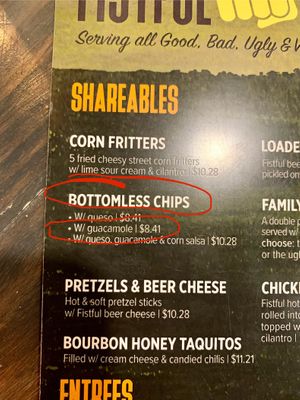 FISTFUL
Serving all Good, Bad, Ugly &
SHAREABLES
CORN FRITTERS
5 fried cheesy street corn fritters
w/ lime sour cream & cilantro | $10.28
BOTTOMLESS CHIPS
• W/ queso | $8.41
• W/ guacamole | $8.41
• W/ queso, guacamole & corn salsa | $10.28
PRETZELS & BEER CHEESE
Hot & soft pretzel sticks
w/ Fistful beer cheese | $10.28
BOURBON HONEY TAQUITOS
Filled w/ cream cheese & candied chilis | $11.21
ENTREES
LOADE
Fistful bee
pickled on
FAMILY
A double p
served w/
choose: t
or the ugl
CHICK
Fistful hot
rolled into
topped w
cilantro |